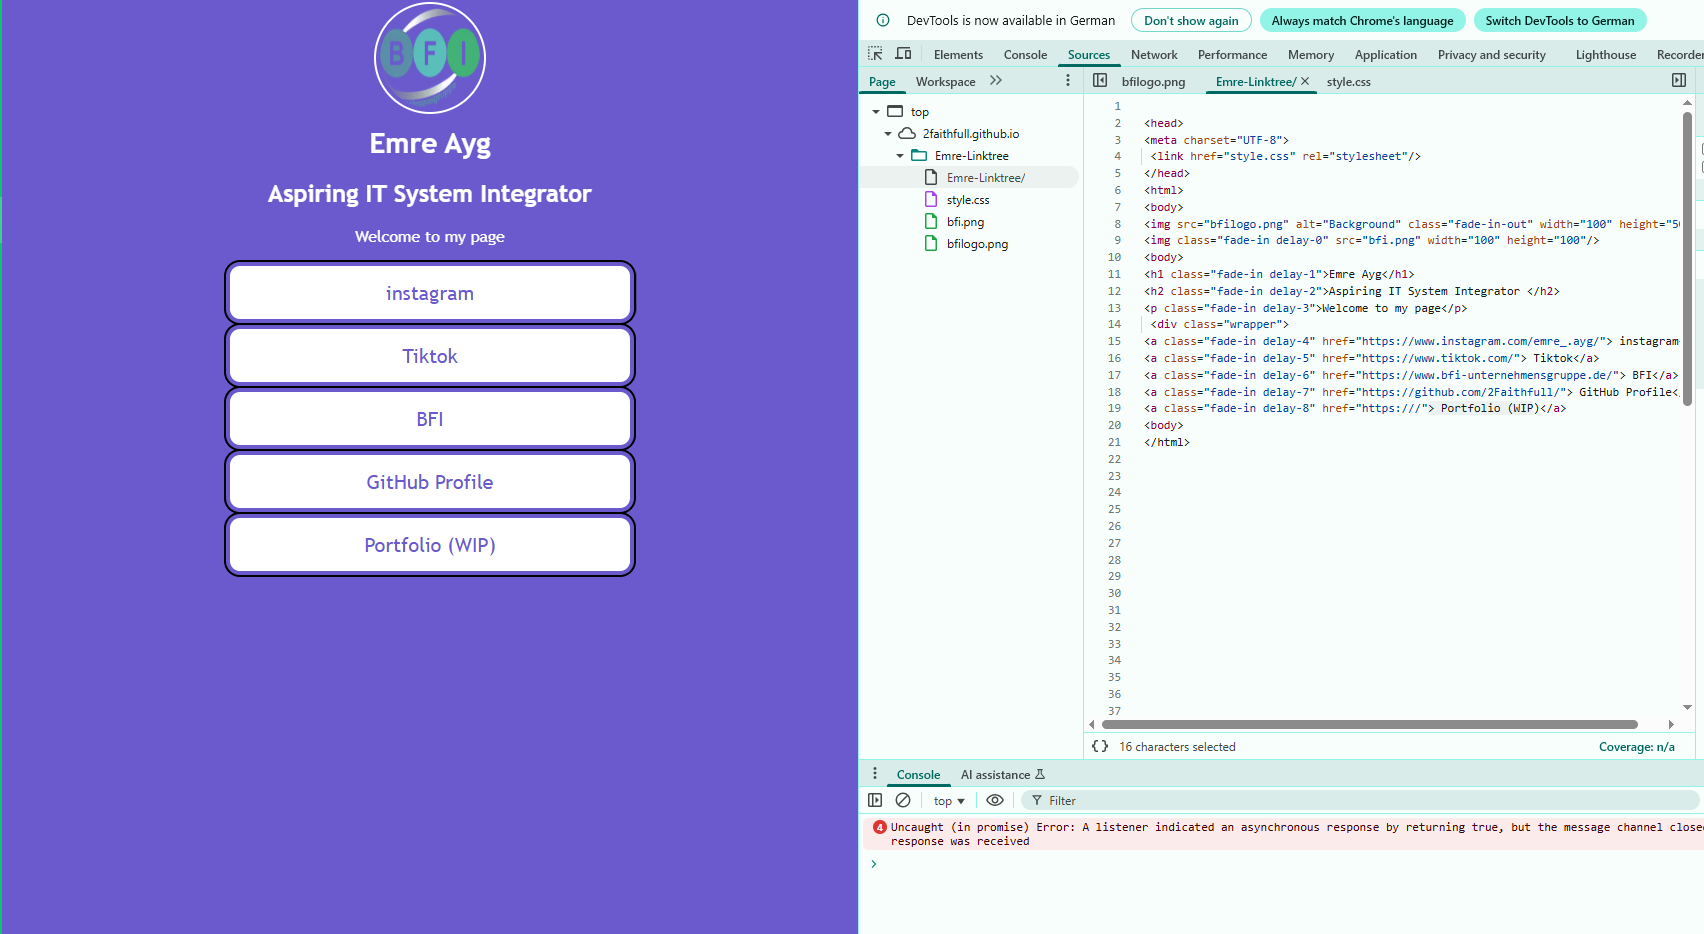 BFI
Emre Ayg
Aspiring IT System Integrator
Welcome to my page
instagram
Tiktok
BFI
GitHub Profile
Portfolio (WIP)
DevTools is now available in German Don't show again Always match Chrome's language Switch DevTools to German
Elements Console Sources Network Performance Memory Application Privacy and security Lighthouse Recorder
Page Workspace
bfilogo.png Emre-Linktree/ style.css
top
2faithfull.github.io
Emre-Linktree
Emre-Linktree/
style.css
bfi.png
bfilogo.png
1
2 <head>
3 <meta charset="UTF-8">
4 <link href="style.css" rel="stylesheet"/>
5 </head>
6 <html>
7 <body>
8 <img src="bfilogo.png" alt="Background" class="fade-in-out" width="100" height="50
9 <img class="fade-in delay-0" src="bfi.png" width="100" height="100"/>
10 <body>
11 <h1 class="fade-in delay-1">Emre Ayg</h1>
12 <h2 class="fade-in delay-2">Aspiring IT System Integrator </h2>
13 <p class="fade-in delay-3">Welcome to my page</p>
14 <div class="wrapper">
15 <a class="fade-in delay-4" href="https://www.instagram.com/emre_.ayg/"> instagram<
16 <a class="fade-in delay-5" href="https://www.tiktok.com/"> Tiktok</a>
17 <a class="fade-in delay-6" href="https://www.bfi-unternehmensgruppe.de/"> BFI</a>
18 <a class="fade-in delay-7" href="https://github.com/2Faithfull/"> GitHub Profile</
19 <a class="fade-in delay-8" href="https:///"> Portfolio (WIP)</a>
20 <body>
21 </html>
22
23
24
25
26
27
28
29
30
31
32
33
34
35
36
37
{} 16 characters selected Coverage: n/a
Console AI assistance
top Filter
4 Uncaught (in promise) Error: A listener indicated an asynchronous response by returning true, but the message channel closed
response was received